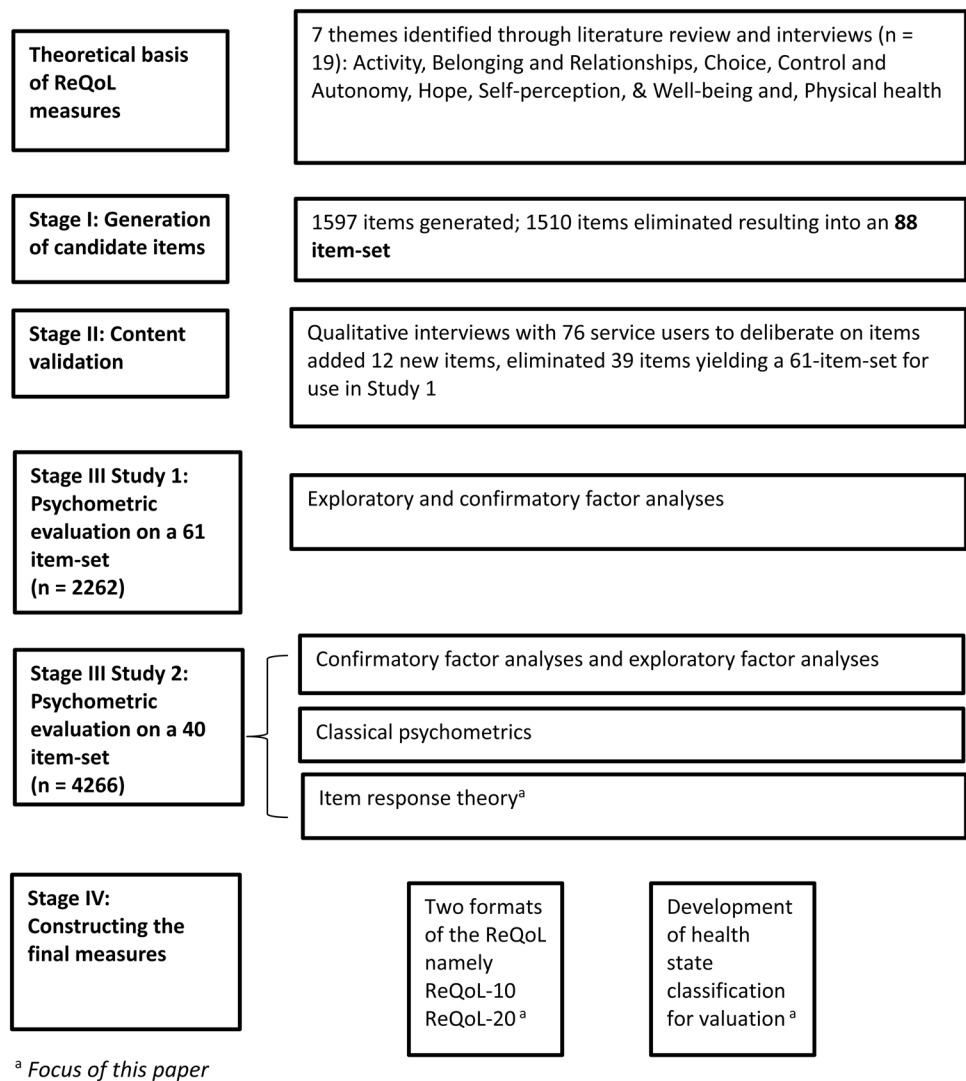 Theoretical basis
of ReQoL
measures
7 themes identified through literature review and interviews (n =
19): Activity, Belonging and Relationships, Choice, Control and
Autonomy, Hope, Self-perception, & Well-being and, Physical health
Stage I: Generation
of candidate items
1597 items generated; 1510 items eliminated resulting into an 88
item-set
Stage II: Content
validation
Qualitative interviews with 76 service users to deliberate on items
added 12 new items, eliminated 39 items yielding a 61-item-set for
use in Study 1
Stage III Study 1:
Psychometric
evaluation on a 61
item-set
(n = 2262)
Exploratory and confirmatory factor analyses
Stage III Study 2:
Psychometric
evaluation on a 40
item-set
(n = 4266)
Confirmatory factor analyses and exploratory factor analyses
Classical psychometrics
Item response theory^a
Stage IV:
Constructing the
final measures
Two formats
of the ReQoL
namely
ReQoL-10
ReQoL-20 ^a
Development
of health
state
classification
for valuation ^a
^a Focus of this paper